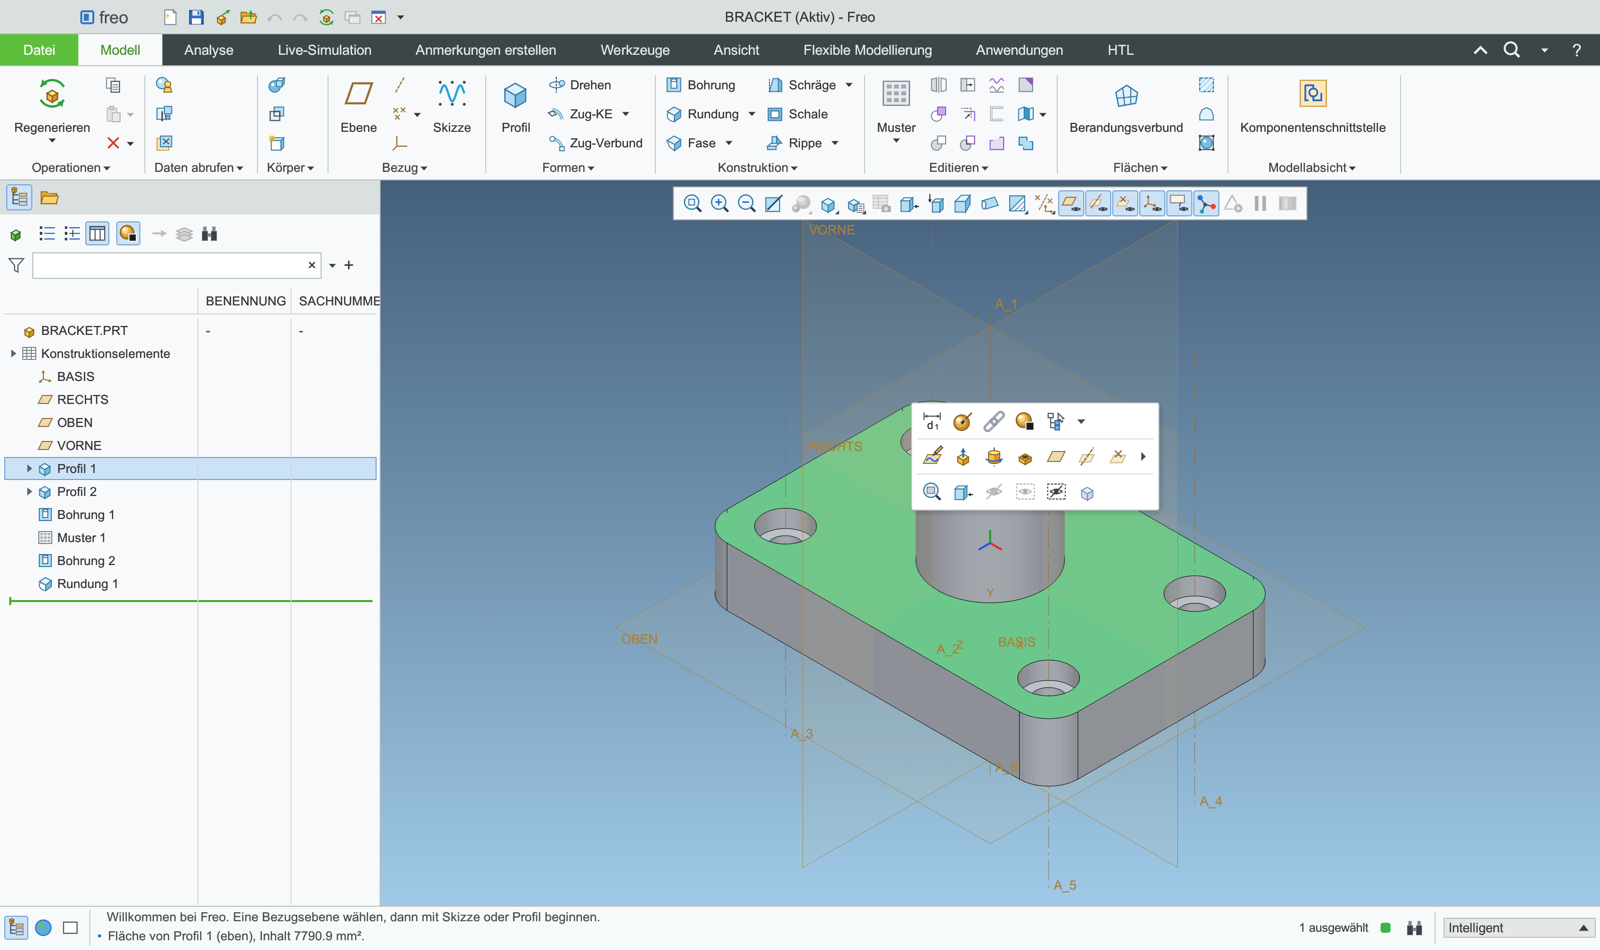 freo
BRACKET (Aktiv) - Freo
Datei
Modell
Analyse
Live-Simulation
Anmerkungen erstellen
Werkzeuge
Ansicht
Flexible Modellierung
Anwendungen
HTL
?
Regenerieren
Operationen
Daten abrufen
Körper
Ebene
Skizze
Bezug
Profil
Drehen
Zug-KE
Zug-Verbund
Formen
Bohrung
Rundung
Fase
Schräge
Schale
Rippe
Konstruktion
Muster
Editieren
Berandungsverbund
Flächen
Komponentenschnittstelle
Modellabsicht
BENENNUNG
SACHNUMME
BRACKET.PRT
-
-
Konstruktionselemente
BASIS
RECHTS
OBEN
VORNE
Profil 1
Profil 2
Bohrung 1
Muster 1
Bohrung 2
Rundung 1
VORNE
A_1
d1
RECHTS
Y
OBEN
A_2
Z
BASIS
X
A_3
A_6
A_4
A_5
Willkommen bei Freo. Eine Bezugsebene wählen, dann mit Skizze oder Profil beginnen.
• Fläche von Profil 1 (eben), Inhalt 7790.9 mm².
1 ausgewählt
Intelligent